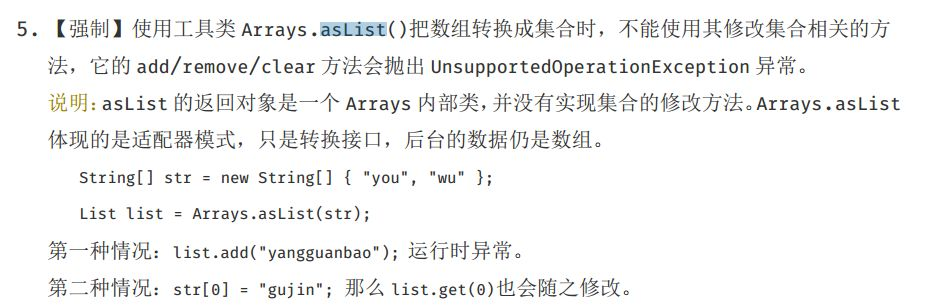 5. 【强制】使用工具类 Arrays.asList()把数组转换成集合时，不能使用其修改集合相关的方
法，它的 add/remove/clear 方法会抛出 UnsupportedOperationException 异常。
说明：asList 的返回对象是一个 Arrays 内部类，并没有实现集合的修改方法。Arrays.asList
体现的是适配器模式，只是转换接口，后台的数据仍是数组。
String[] str = new String[] { "you", "wu" };
List list = Arrays.asList(str);
第一种情况：list.add("yangguanbao"); 运行时异常。
第二种情况：str[0] = "gujin"; 那么 list.get(0)也会随之修改。